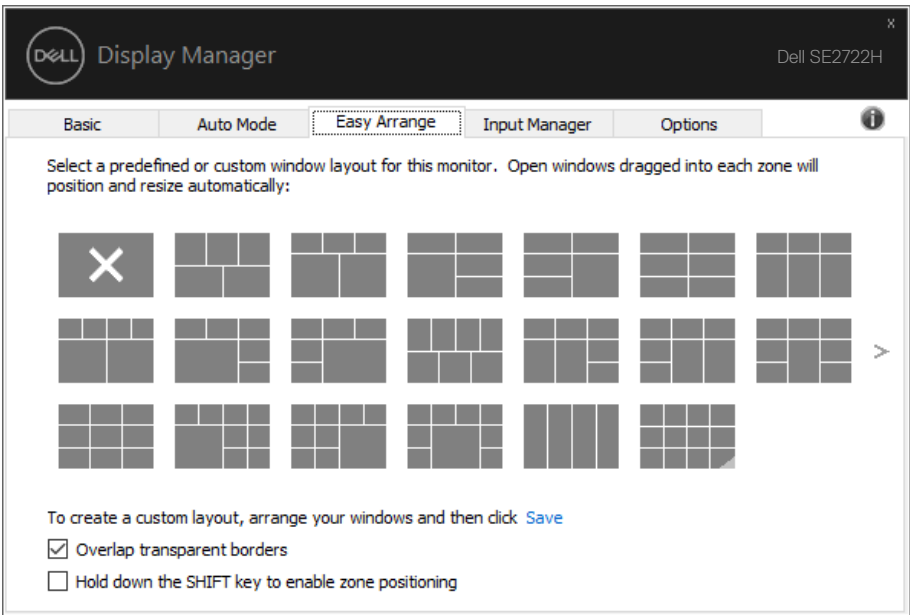 x
DELL Display Manager
Dell SE2722H
Basic Auto Mode Easy Arrange Input Manager Options
Select a predefined or custom window layout for this monitor. Open windows dragged into each zone will
position and resize automatically:
>
To create a custom layout, arrange your windows and then click Save
Overlap transparent borders
Hold down the SHIFT key to enable zone positioning